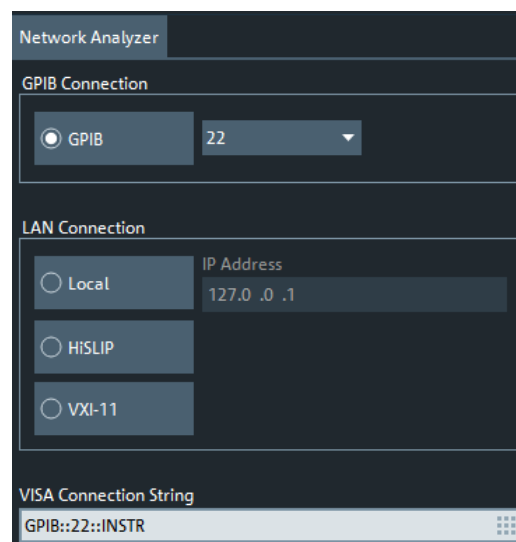 Network Analyzer
GPIB Connection
GPIB 22
LAN Connection
IP Address
Local
127.0 .0 .1
HiSLIP
VXI-11
VISA Connection String
GPIB::22::INSTR